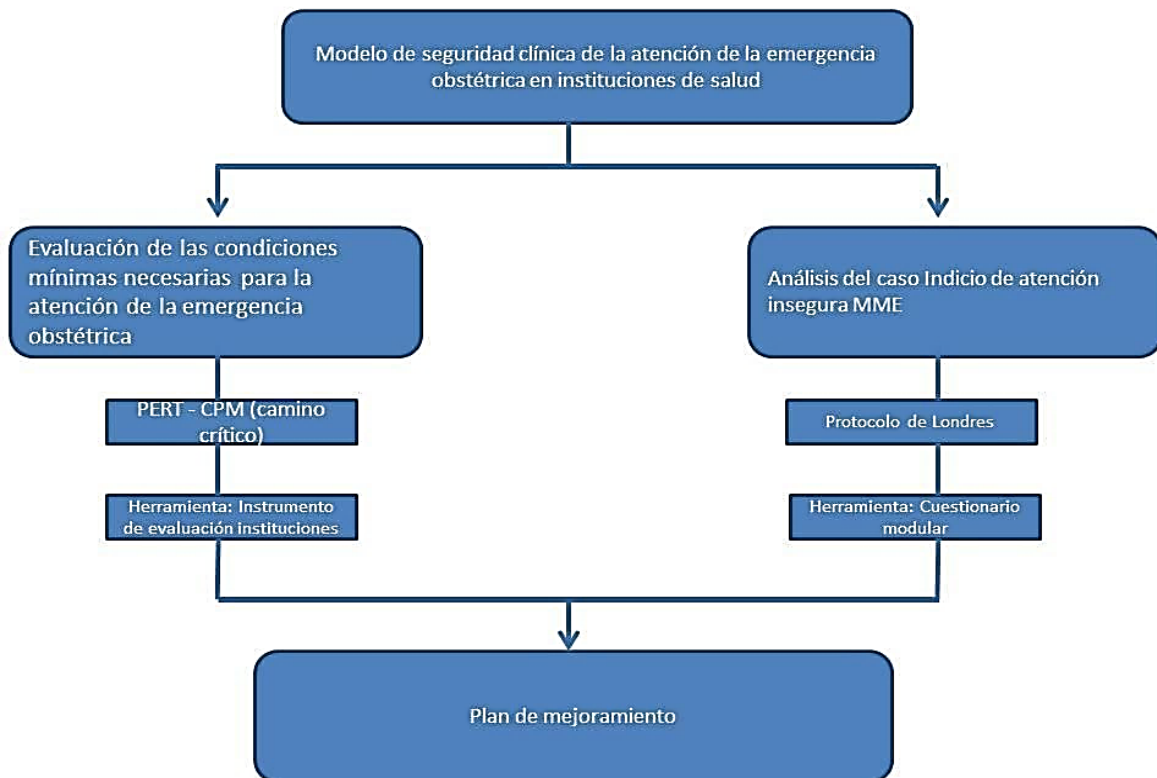 Modelo de seguridad clínica de la atención de la emergencia
obstétrica en instituciones de salud
Evaluación de las condiciones
mínimas necesarias para la
atención de la emergencia
obstétrica
Análisis del caso Indicio de atención
insegura MME
PERT - CPM (camino
crítico)
Protocolo de Londres
Herramienta: Instrumento
de evaluación instituciones
Herramienta: Cuestionario
modular
Plan de mejoramiento